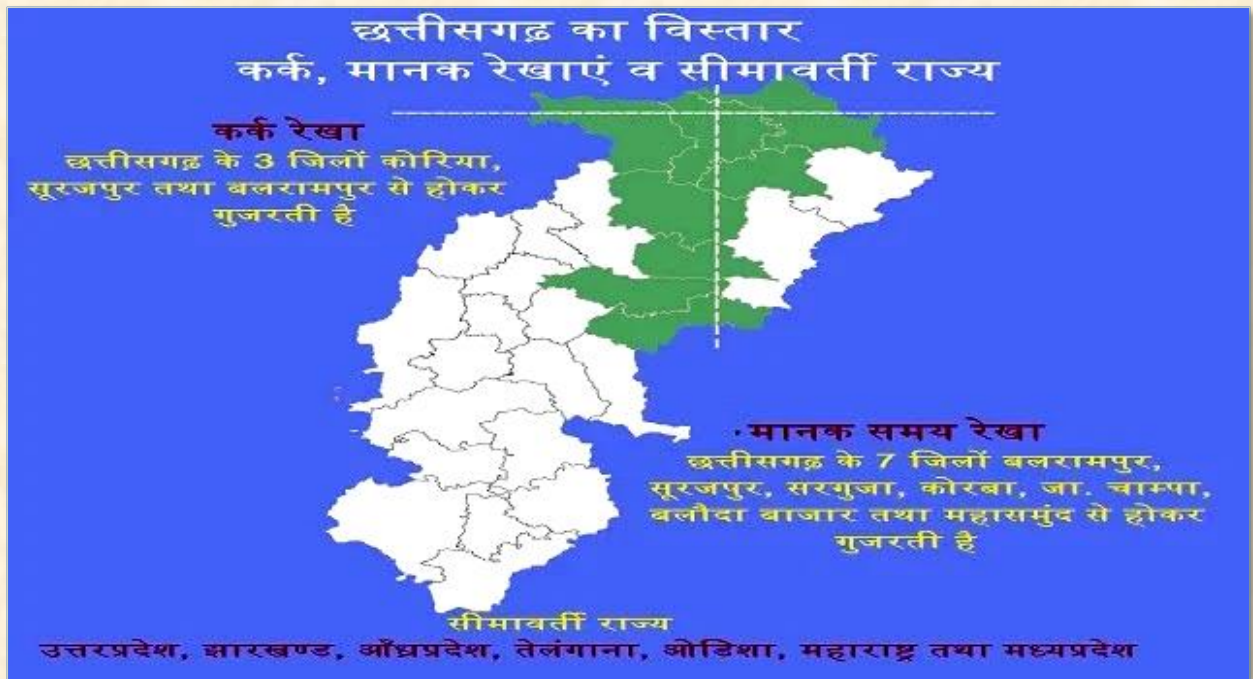 छत्तीसगढ़ का विस्तार
कर्क, मानक रेखाएं व सीमावर्ती राज्य
कर्क रेखा
छत्तीसगढ़ के 3 जिलों कोरिया,
सूरजपुर तथा बलरामपुर से होकर
गुजरती है
मानक समय रेखा
छत्तीसगढ़ के 7 जिलों बलरामपुर,
सूरजपुर, सरगुजा, कोरबा, जा. चाम्पा,
बलौदा बाजार तथा महासमुंद से होकर
गुजरती है
सीमावर्ती राज्य
उत्तरप्रदेश, झारखण्ड, आँध्रप्रदेश, तेलंगाना, ओडिशा, महाराष्ट्र तथा मध्यप्रदेश